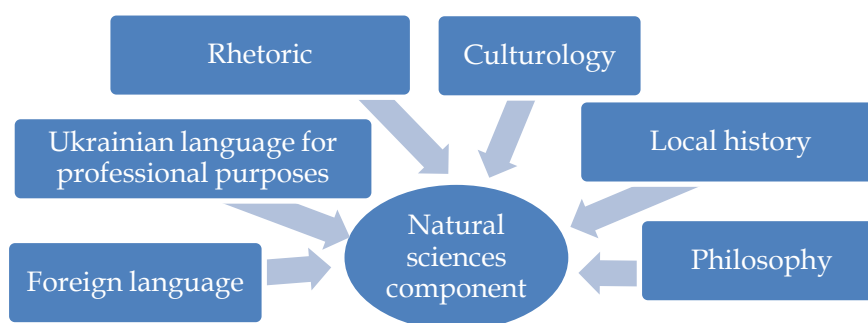 Rhetoric
Culturology
Ukrainian language for
professional purposes
Local history
Natural
sciences
component
Foreign language
Philosophy